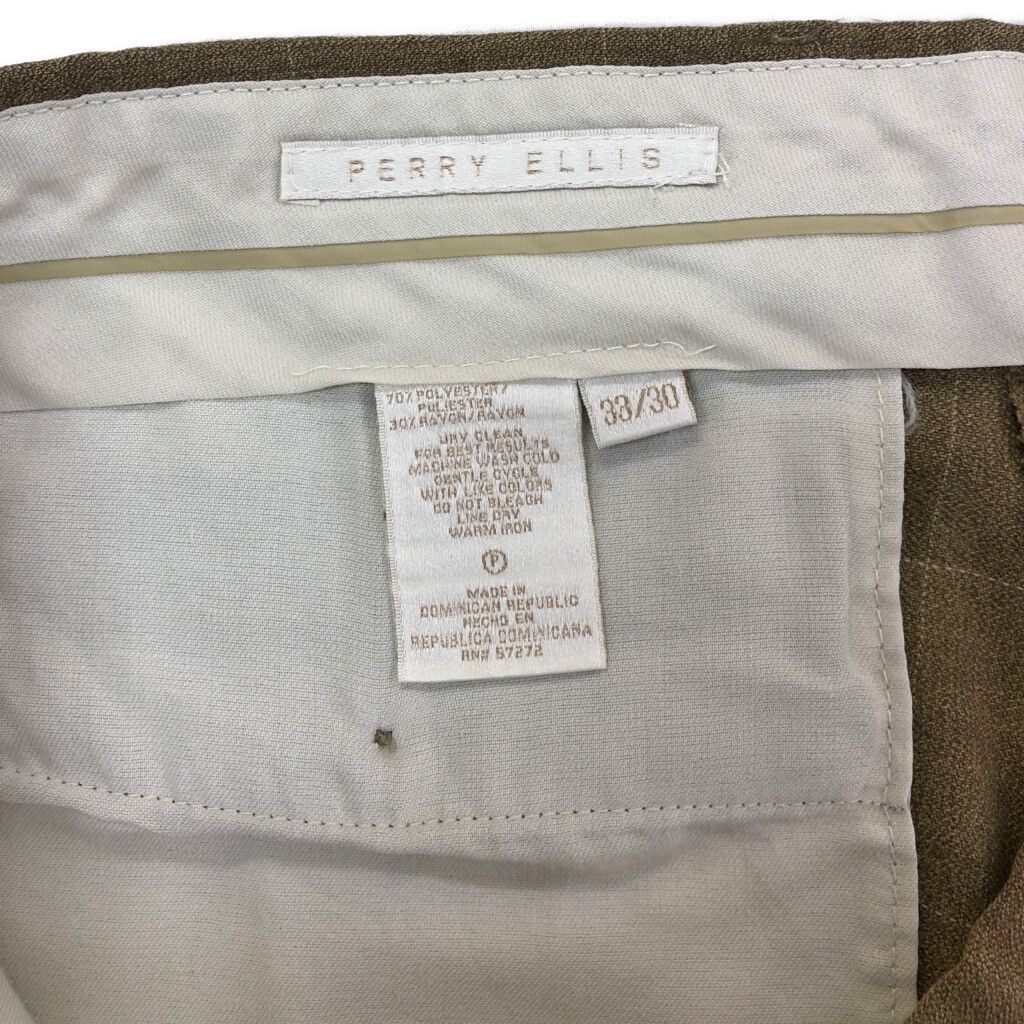 PERRY ELLIS
70% POLYESTER/
POLIESTER
30% RAYON/RAYON
DRY CLEAN
FOR BEST RESULTS
MACHINE WASH COLD
GENTLE CYCLE
WITH LIKE COLORS
DO NOT BLEACH
LINE DRY
WARM IRON
P
MADE IN
DOMINICAN REPUBLIC
HECHO EN
REPUBLICA DOMINICANA
RN# 57272
33/30